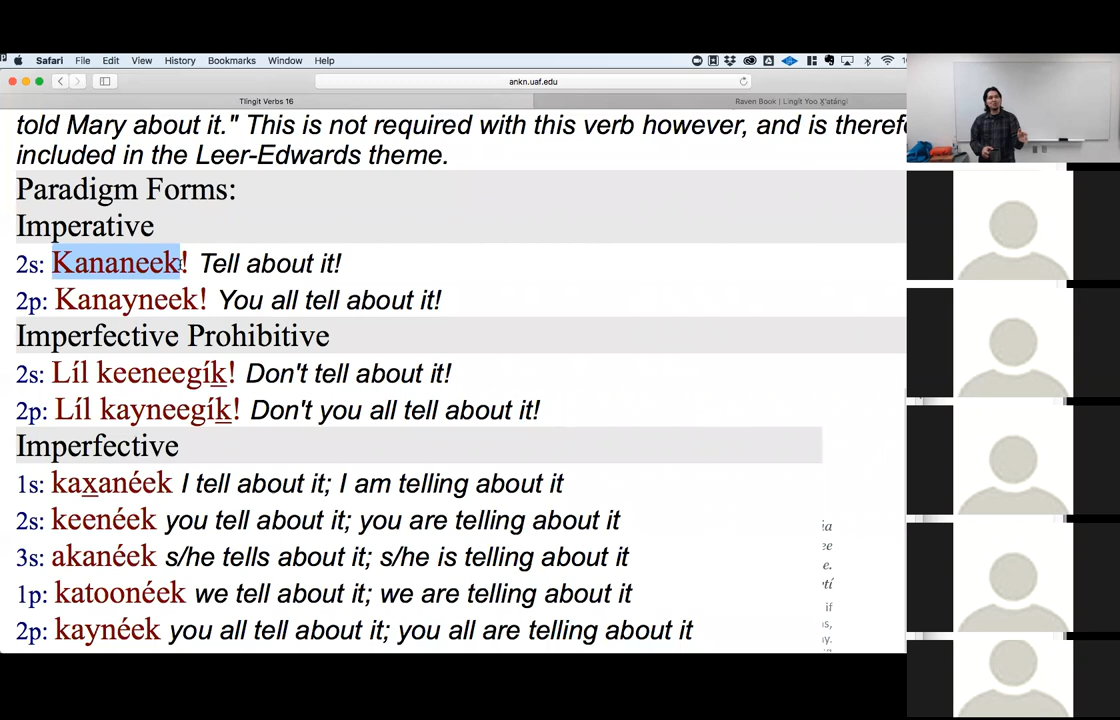 Safari File Edit View History Bookmarks Window Help
ankn.uaf.edu
Tlingit Verbs 16
Raven Book | Lingít Yoo X̲ʼatángi
told Mary about it." This is not required with this verb however, and is
included in the Leer-Edwards theme.
Paradigm Forms:
Imperative
2s: Kananeek! Tell about it!
2p: Kanayneek! You all tell about it!
Imperfective Prohibitive
2s: Líl keeneegíḵ! Don't tell about it!
2p: Líl kayneegíḵ! Don't you all tell about it!
Imperfective
1s: kax̲anéek I tell about it; I am telling about it
2s: keenéek you tell about it; you are telling about it
3s: akanéek s/he tells about it; s/he is telling about it
1p: katoonéek we tell about it; we are telling about it
2p: kaynéek you all tell about it; you all are telling about it